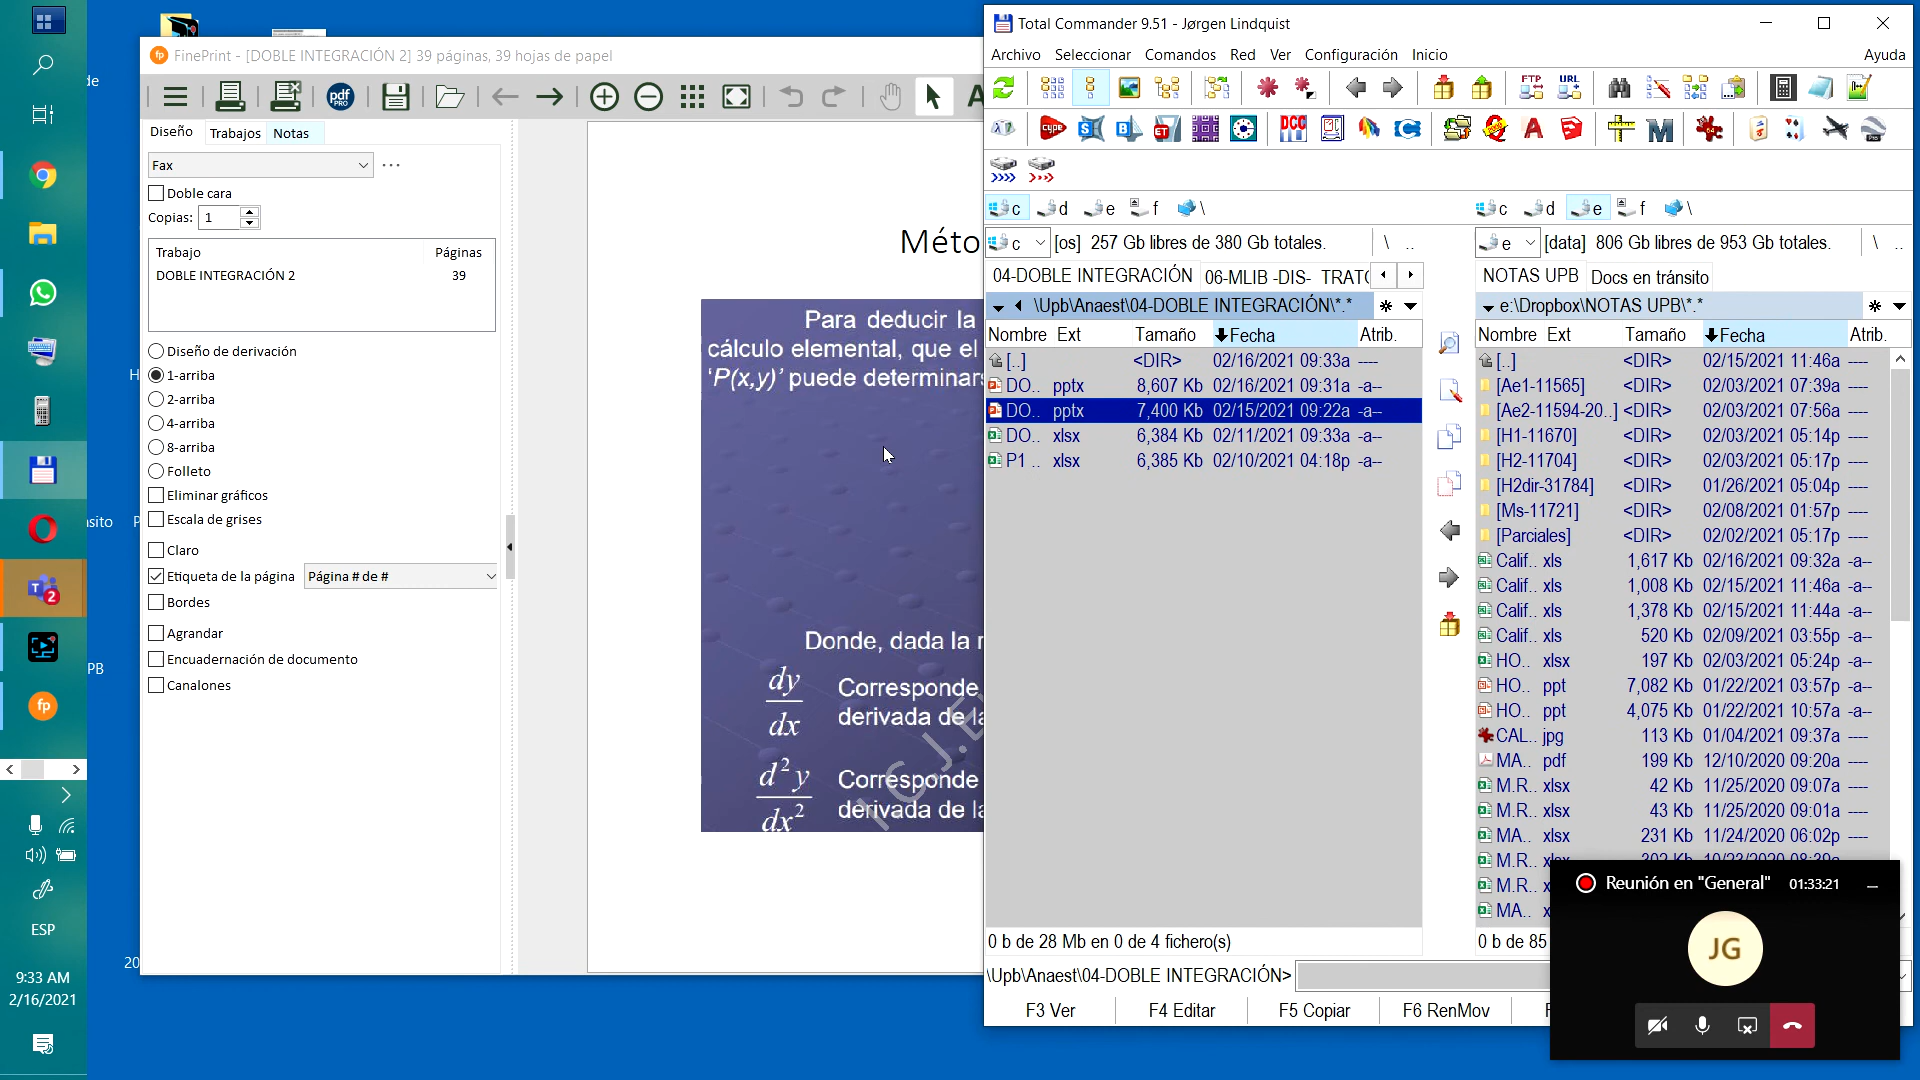 FinePrint - [DOBLE INTEGRACIÓN 2] 39 páginas, 39 hojas de papel
Diseño
Trabajos
Notas
Fax
Doble cara
Copias: 1
Trabajo Páginas
DOBLE INTEGRACIÓN 2 39
Diseño de derivación
1-arriba
2-arriba
4-arriba
8-arriba
Folleto
Eliminar gráficos
Escala de grises
Claro
Etiqueta de la página Página # de #
Bordes
Agrandar
Encuadernación de documento
Canalones
Para deducir la
cálculo elemental, que el
'P(x,y)' puede determinars
Donde, dada la
dy
dx
Corresponde
derivada de la
d² y
dx²
Corresponde
derivada de la
Total Commander 9.51 - Jørgen Lindquist
Archivo Seleccionar Comandos Red Ver Configuración Inicio Ayuda
FTP URL
c d e f \
c [os] 257 Gb libres de 380 Gb totales. \ ..
04-DOBLE INTEGRACIÓN 06-MLIB -DIS- TRATO
\Upb\Anaest\04-DOBLE INTEGRACIÓN\*.* *
Nombre Ext Tamaño Fecha Atrib.
[..] <DIR> 02/16/2021 09:33a ----
DO.. pptx 8,607 Kb 02/16/2021 09:31a -a--
DO.. pptx 7,400 Kb 02/15/2021 09:22a -a--
DO.. xlsx 6,384 Kb 02/11/2021 09:33a -a--
P1 .. xlsx 6,385 Kb 02/10/2021 04:18p -a--
0 b de 28 Mb en 0 de 4 fichero(s)
c d e f \
e [data] 806 Gb libres de 953 Gb totales. \ ..
NOTAS UPB Docs en tránsito
e:\Dropbox\NOTAS UPB\*.* *
Nombre Ext Tamaño Fecha Atrib.
[..] <DIR> 02/15/2021 11:46a ----
[Ae1-11565] <DIR> 02/03/2021 07:39a ----
[Ae2-11594-20..] <DIR> 02/03/2021 07:56a ----
[H1-11670] <DIR> 02/03/2021 05:14p ----
[H2-11704] <DIR> 02/03/2021 05:17p ----
[H2dir-31784] <DIR> 01/26/2021 05:04p ----
[Ms-11721] <DIR> 02/08/2021 01:57p ----
[Parciales] <DIR> 02/02/2021 05:17p ----
Calif.. xls 1,617 Kb 02/16/2021 09:32a -a--
Calif.. xls 1,008 Kb 02/15/2021 11:46a -a--
Calif.. xls 1,378 Kb 02/15/2021 11:44a -a--
Calif.. xls 520 Kb 02/09/2021 03:55p -a--
HO.. xlsx 197 Kb 02/03/2021 05:24p -a--
HO.. ppt 7,082 Kb 01/22/2021 03:57p -a--
HO.. ppt 4,075 Kb 01/22/2021 10:57a -a--
CAL.. jpg 113 Kb 01/04/2021 09:37a ----
MA.. pdf 199 Kb 12/10/2020 09:20a ----
M.R.. xlsx 42 Kb 11/25/2020 09:07a ----
M.R.. xlsx 43 Kb 11/25/2020 09:01a ----
MA.. xlsx 231 Kb 11/24/2020 06:02p ----
M.R..
M.R..
MA..
0 b de 85
\Upb\Anaest\04-DOBLE INTEGRACIÓN>
F3 Ver F4 Editar F5 Copiar F6 RenMov
Reunión en "General" 01:33:21
JG
ESP
9:33 AM
2/16/2021